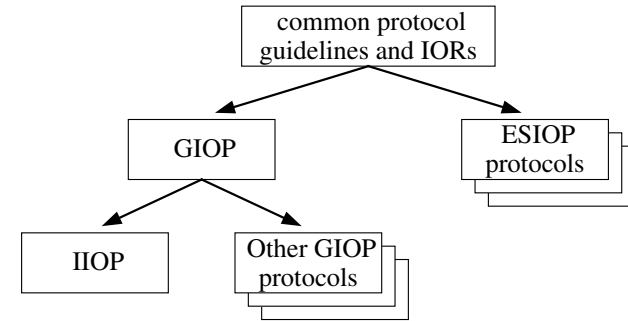 common protocol
guidelines and IORs
GIOP
ESIOP
protocols
IIOP
Other GIOP
protocols